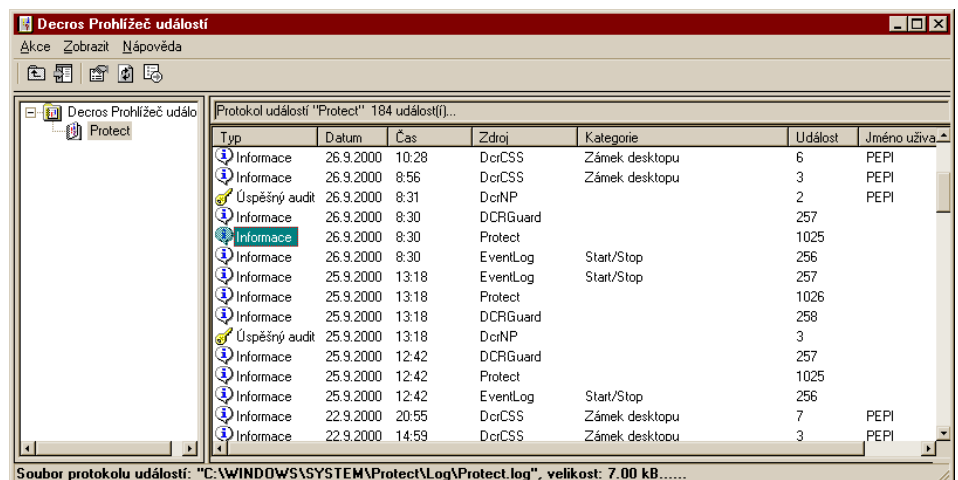 Decros Prohlížeč událostí
Akce Zobrazit Nápověda
Decros Prohlížeč událo
Protect
Protokol událostí "Protect" 184 událost(í)...
Typ Datum Čas Zdroj Kategorie Událost Jméno uživa
Informace 26.9.2000 10:28 DcrCSS Zámek desktopu 6 PEPI
Informace 26.9.2000 8:56 DcrCSS Zámek desktopu 3 PEPI
Úspěšný audit 26.9.2000 8:31 DcrNP 2 PEPI
Informace 26.9.2000 8:30 DCRGuard 257
Informace 26.9.2000 8:30 Protect 1025
Informace 26.9.2000 8:30 EventLog Start/Stop 256
Informace 25.9.2000 13:18 EventLog Start/Stop 257
Informace 25.9.2000 13:18 Protect 1026
Informace 25.9.2000 13:18 DCRGuard 258
Úspěšný audit 25.9.2000 13:18 DcrNP 3
Informace 25.9.2000 12:42 DCRGuard 257
Informace 25.9.2000 12:42 Protect 1025
Informace 25.9.2000 12:42 EventLog Start/Stop 256
Informace 22.9.2000 20:55 DcrCSS Zámek desktopu 7 PEPI
Informace 22.9.2000 14:59 DcrCSS Zámek desktopu 3 PEPI
Soubor protokolu událostí: "C:\WINDOWS\SYSTEM\Protect\Log\Protect.log", velikost: 7.00 kB......